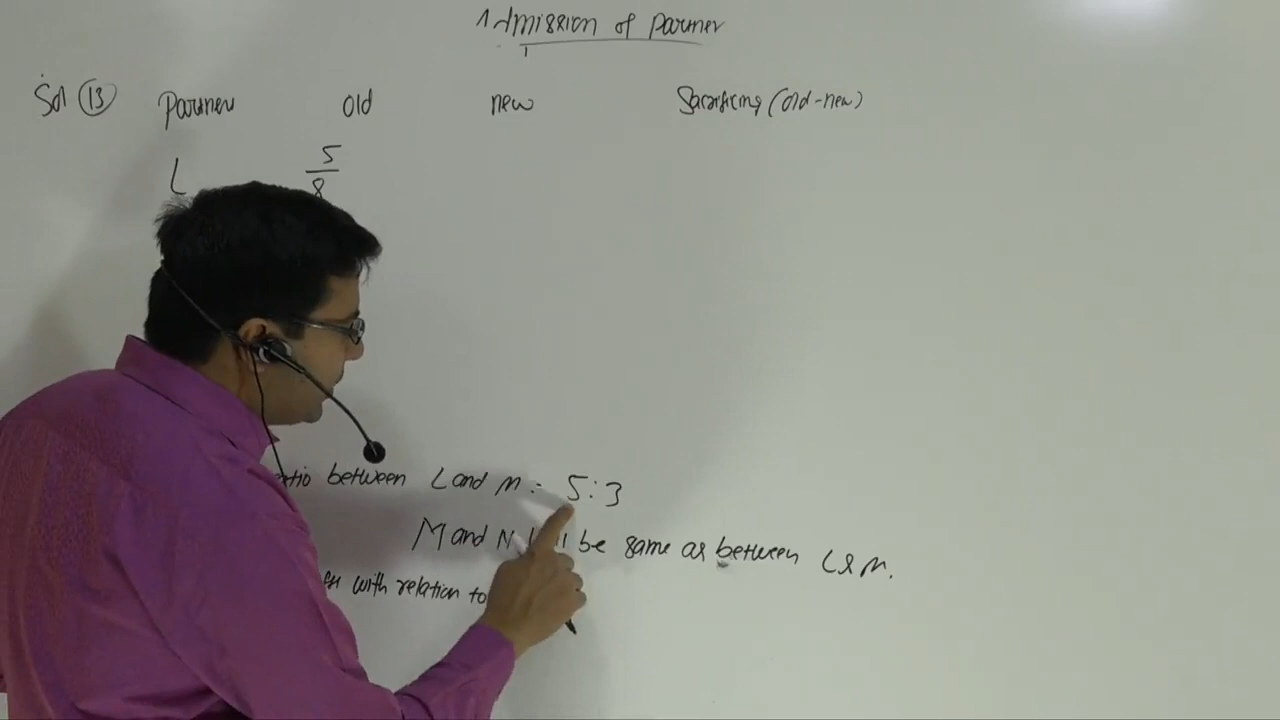 Admission of Partner
Sol (13) Partner old new Sacrificing (old-new)
L 5/8
between L and M = 5:3
M and N be same as between L & M.
with relation to